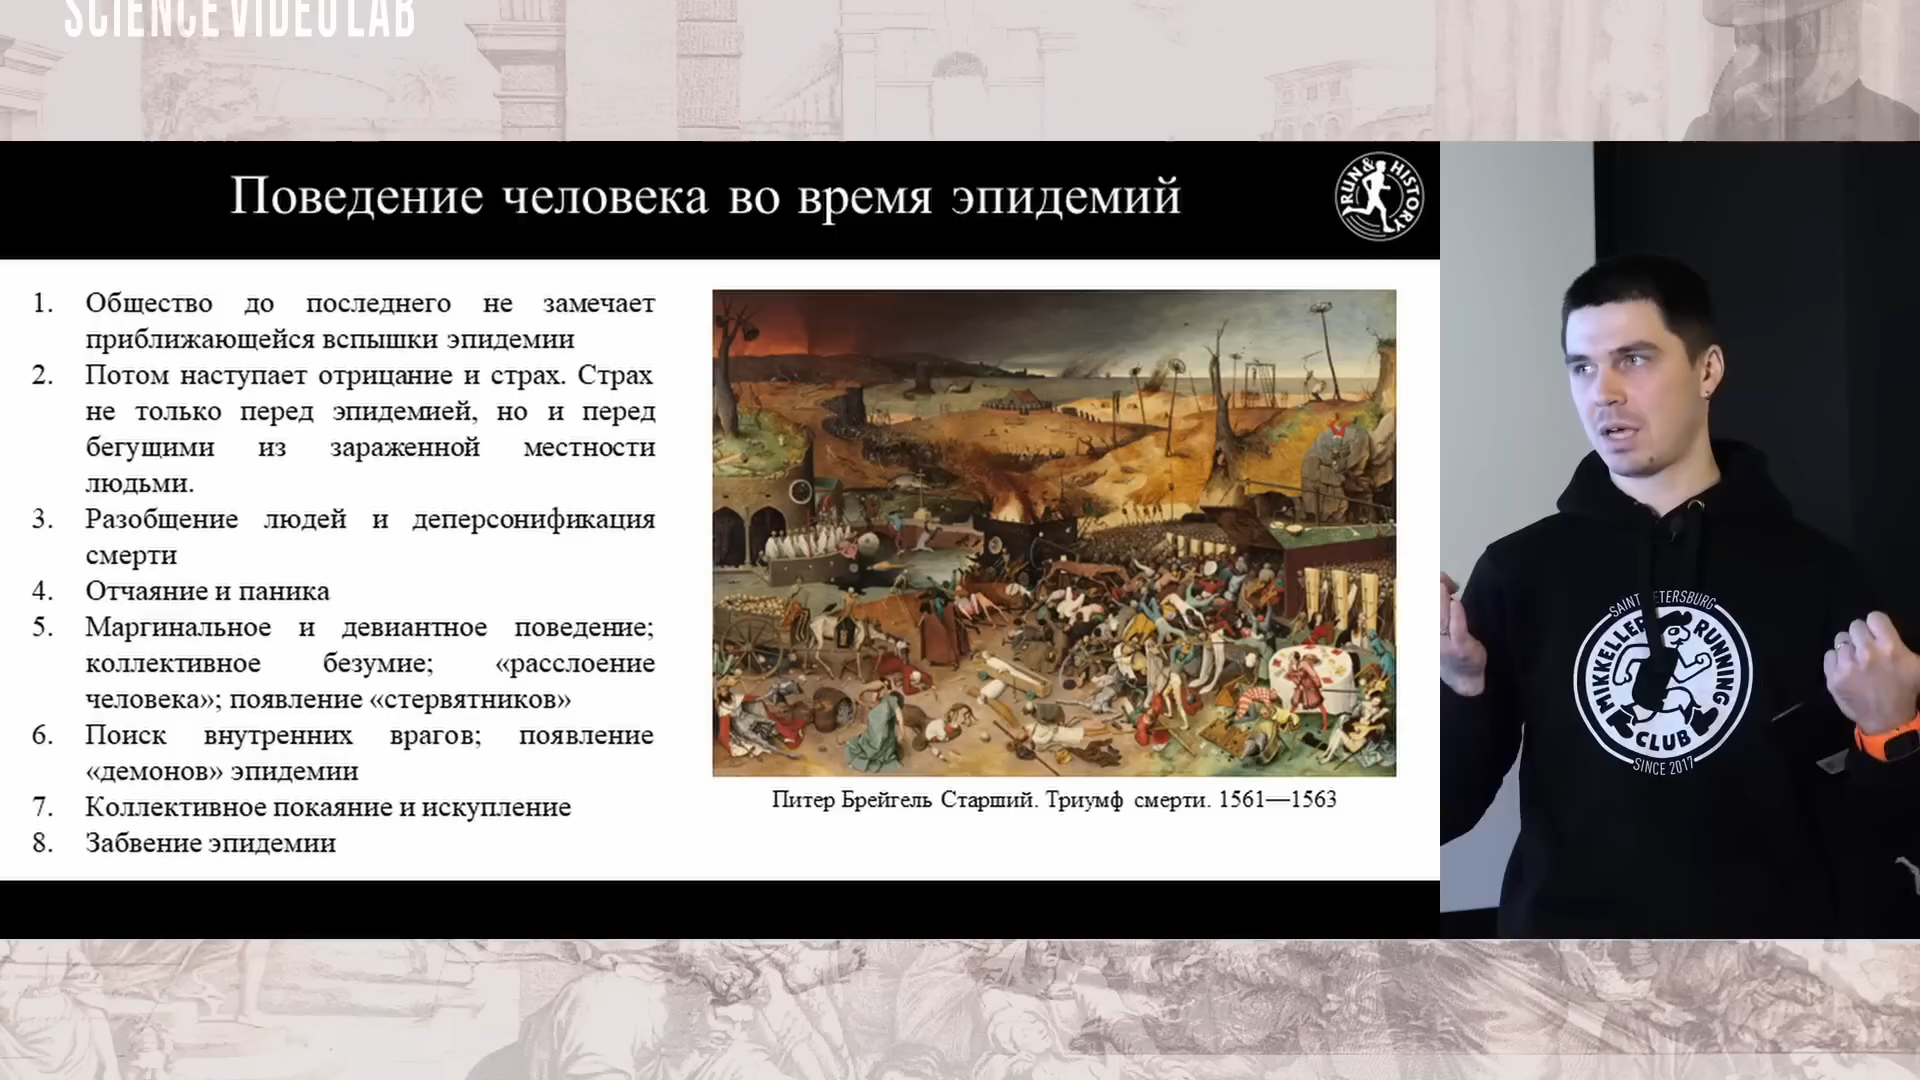 SCIENCE VIDEO LAB
Поведение человека во время эпидемий
RUN & HISTORY
1. Общество до последнего не замечает
приближающейся вспышки эпидемии
2. Потом наступает отрицание и страх. Страх
не только перед эпидемией, но и перед
бегущими из зараженной местности
людьми.
3. Разобщение людей и деперсонификация
смерти
4. Отчаяние и паника
5. Маргинальное и девиантное поведение;
коллективное безумие; «расслоение
человека»; появление «стервятников»
6. Поиск внутренних врагов; появление
«демонов» эпидемии
7. Коллективное покаяние и искупление
8. Забвение эпидемии
Питер Брейгель Старший. Триумф смерти. 1561—1563
SAINT PETERSBURG
MIKKELLER RUNNING
CLUB
SINCE 2017